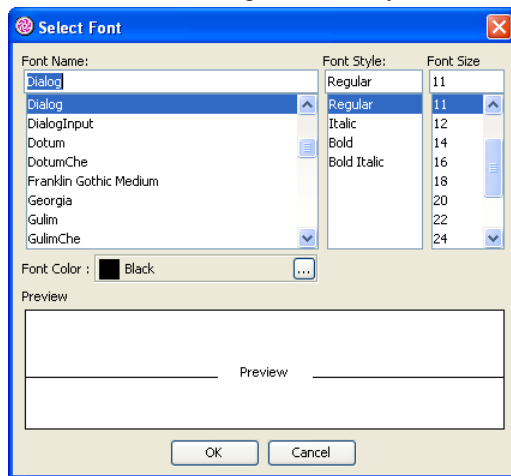 Select Font
Font Name: Font Style: Font Size
Dialog Regular 11
Dialog Regular 11
DialogInput Italic 12
Dotum Bold 14
DotumChe Bold Italic 16
Franklin Gothic Medium 18
Georgia 20
Gulim 22
GulimChe 24
Font Color : Black ...
Preview
Preview
OK Cancel